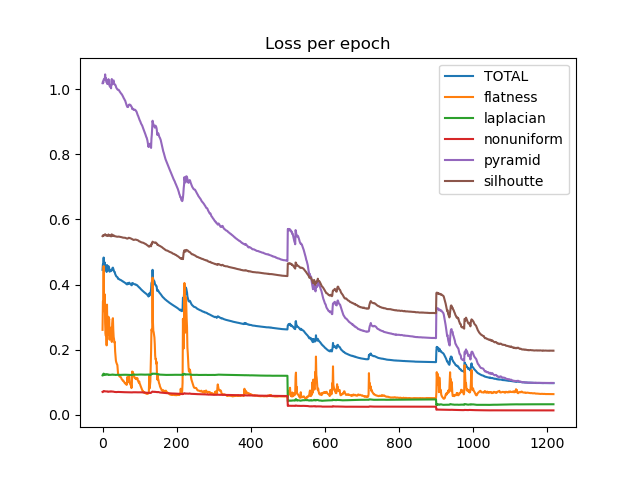 Loss per epoch
TOTAL
flatness
laplacian
nonuniform
pyramid
silhoutte
1.0
0.8
0.6
0.4
0.2
0.0
0 200 400 600 800 1000 1200